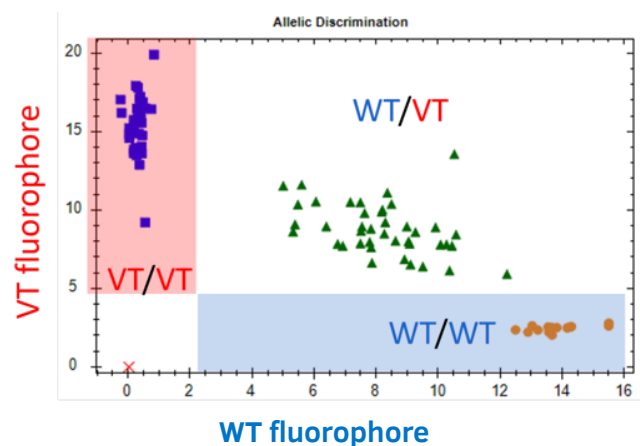 Allelic Discrimination
VT fluorophore
20
15
10
5
0
WT/VT
VT/VT
WT/WT
0 2 4 6 8 10 12 14 16
WT fluorophore